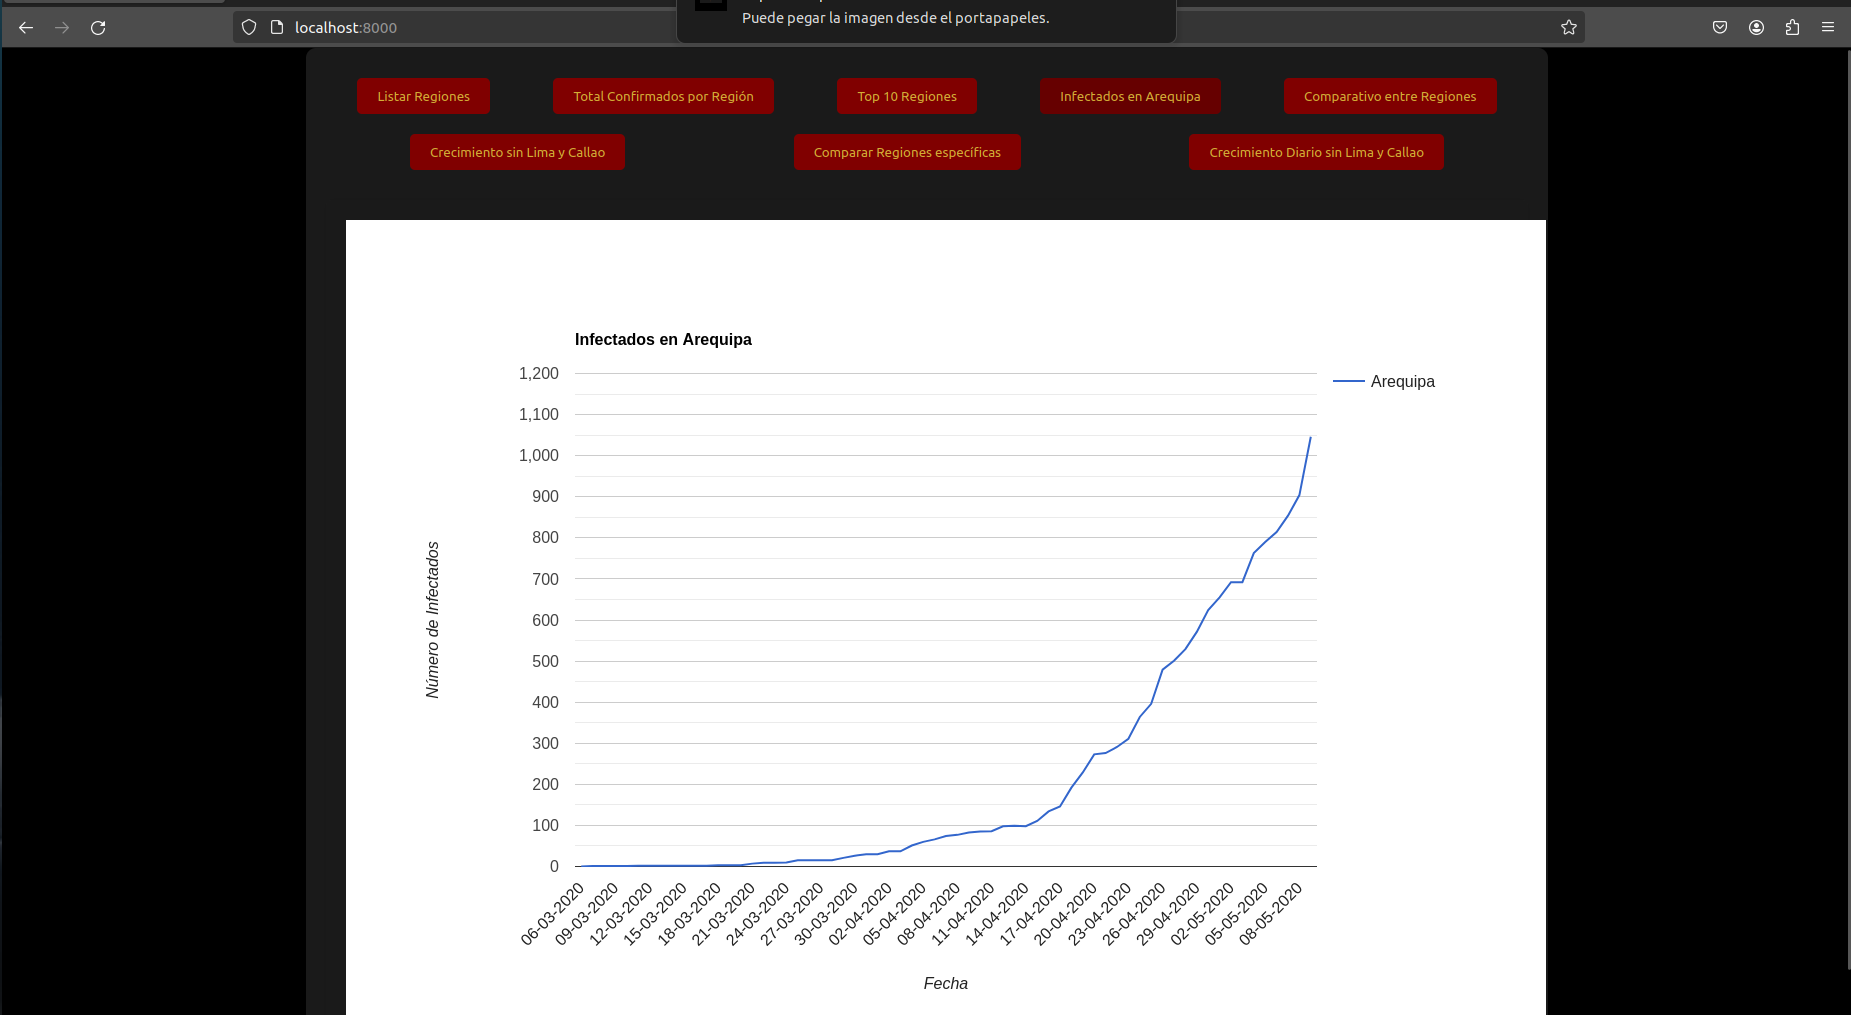 Puede pegar la imagen desde el portapapeles.
localhost:8000
Listar Regiones
Total Confirmados por Región
Top 10 Regiones
Infectados en Arequipa
Comparativo entre Regiones
Crecimiento sin Lima y Callao
Comparar Regiones específicas
Crecimiento Diario sin Lima y Callao
Infectados en Arequipa
Arequipa
1,200
1,100
1,000
900
800
700
600
500
400
300
200
100
0
Número de Infectados
06-03-2020
09-03-2020
12-03-2020
15-03-2020
18-03-2020
21-03-2020
24-03-2020
27-03-2020
30-03-2020
02-04-2020
05-04-2020
08-04-2020
11-04-2020
14-04-2020
17-04-2020
20-04-2020
23-04-2020
26-04-2020
29-04-2020
02-05-2020
05-05-2020
08-05-2020
Fecha